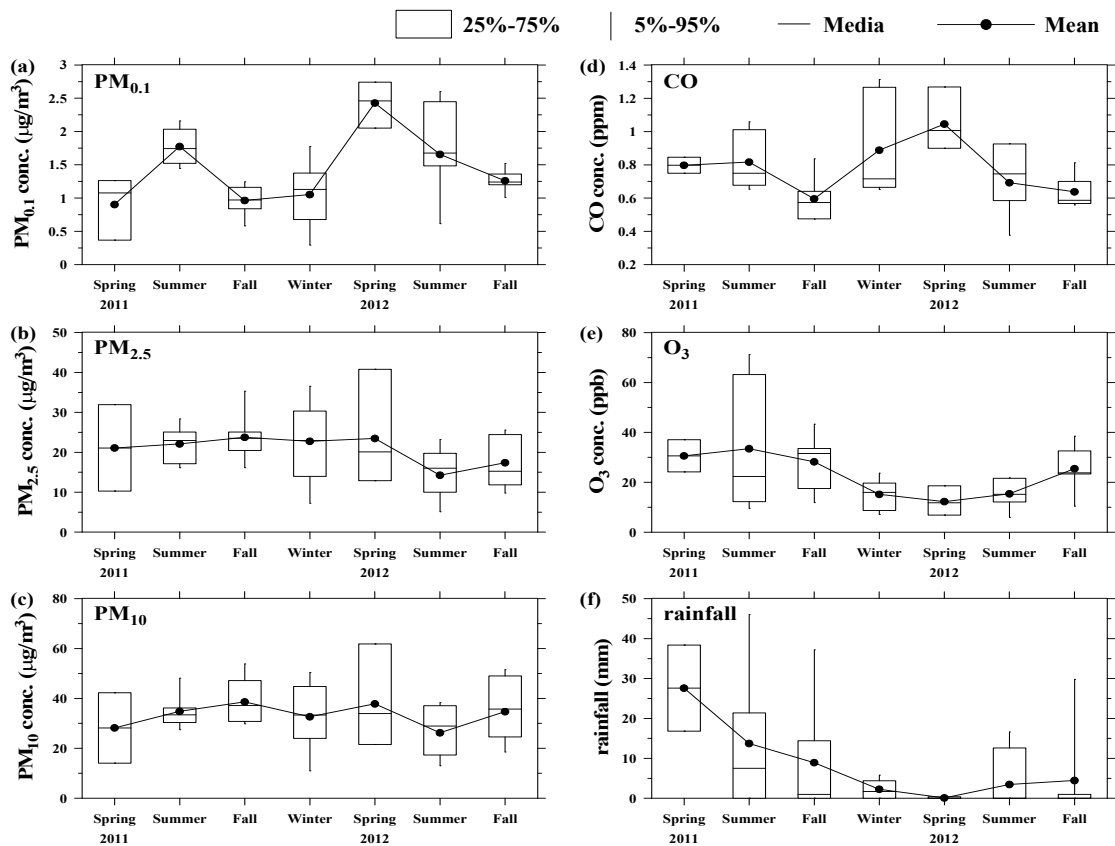 25%-75% 5%-95% Media Mean
(a) PM0.1
PM0.1 conc. (μg/m³)
3
2.5
2
1.5
1
0.5
0
Spring Summer Fall Winter Spring Summer Fall
2011 2012
(b) PM2.5
PM2.5 conc. (μg/m³)
50
40
30
20
10
0
Spring Summer Fall Winter Spring Summer Fall
2011 2012
(c) PM10
PM10 conc. (μg/m³)
80
60
40
20
0
Spring Summer Fall Winter Spring Summer Fall
2011 2012
(d) CO
CO conc. (ppm)
1.4
1.2
1
0.8
0.6
0.4
0.2
Spring Summer Fall Winter Spring Summer Fall
2011 2012
(e) O3
O3 conc. (ppb)
80
60
40
20
0
Spring Summer Fall Winter Spring Summer Fall
2011 2012
(f) rainfall
rainfall (mm)
50
40
30
20
10
0
Spring Summer Fall Winter Spring Summer Fall
2011 2012